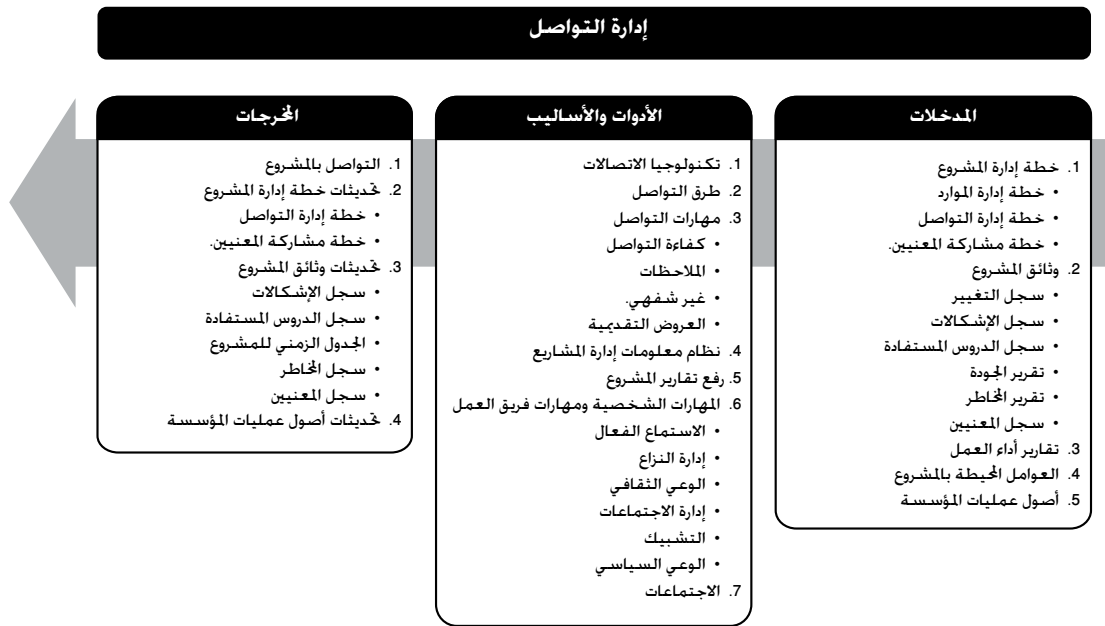 إدارة التواصل
المدخلات
1. خطة إدارة المشروع
• خطة إدارة الموارد
• خطة إدارة التواصل
• خطة مشاركة المعنيين.
2. وثائق المشروع
• سجل التغيير
• سجل الإشكالات
• سجل الدروس المستفادة
• تقرير الجودة
• تقرير المخاطر
• سجل المعنيين
3. تقارير أداء العمل
4. العوامل المحيطة بالمشروع
5. أصول عمليات المؤسسة
الأدوات والأساليب
1. تكنولوجيا الاتصالات
2. طرق التواصل
3. مهارات التواصل
• كفاءة التواصل
• الملاحظات
• غير شفهي.
• العروض التقديمية
4. نظام معلومات إدارة المشاريع
5. رفع تقارير المشروع
6. المهارات الشخصية ومهارات فريق العمل
• الاستماع الفعال
• إدارة النزاع
• الوعي الثقافي
• إدارة الاجتماعات
• التشبيك
• الوعي السياسي
7. الاجتماعات
المخرجات
1. التواصل بالمشروع
2. تحديثات خطة إدارة المشروع
• خطة إدارة التواصل
• خطة مشاركة المعنيين.
3. تحديثات وثائق المشروع
• سجل الإشكالات
• سجل الدروس المستفادة
• الجدول الزمني للمشروع
• سجل المخاطر
• سجل المعنيين
4. تحديثات أصول عمليات المؤسسة